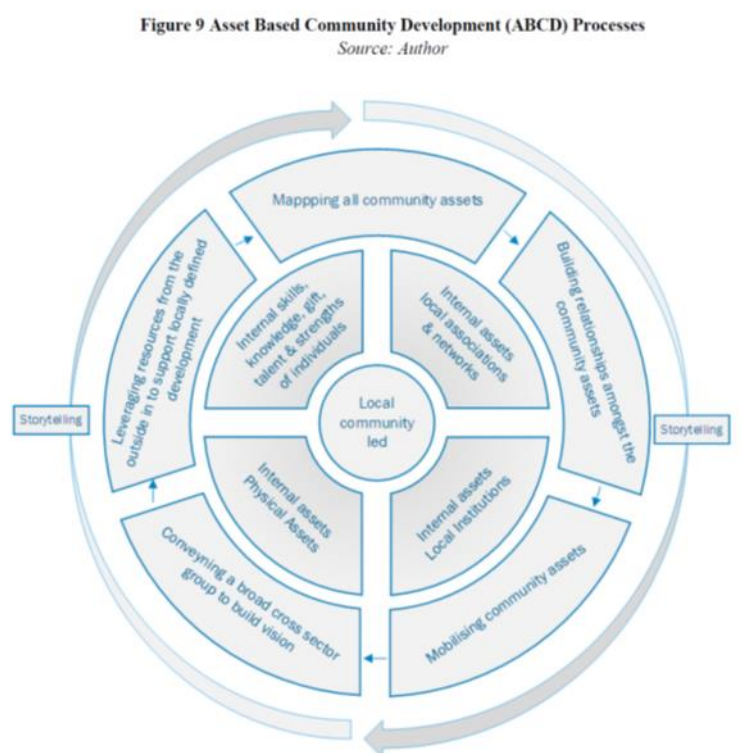 Figure 9 Asset Based Community Development (ABCD) Processes
Source: Author
Mappping all community assets
Building relationships amongst the
community assets
Mobilising community assets
Conveyning a broad cross sector
group to build vision
Leveraging resources from the
outside in to support locally defined
development
Internal skills,
knowledge, gift,
talent & strengths
of individuals
Internal assets
local associations
& networks
Internal assets
Local Institutions
Internal assets
Physical Assets
Local
community
led
Storytelling
Storytelling